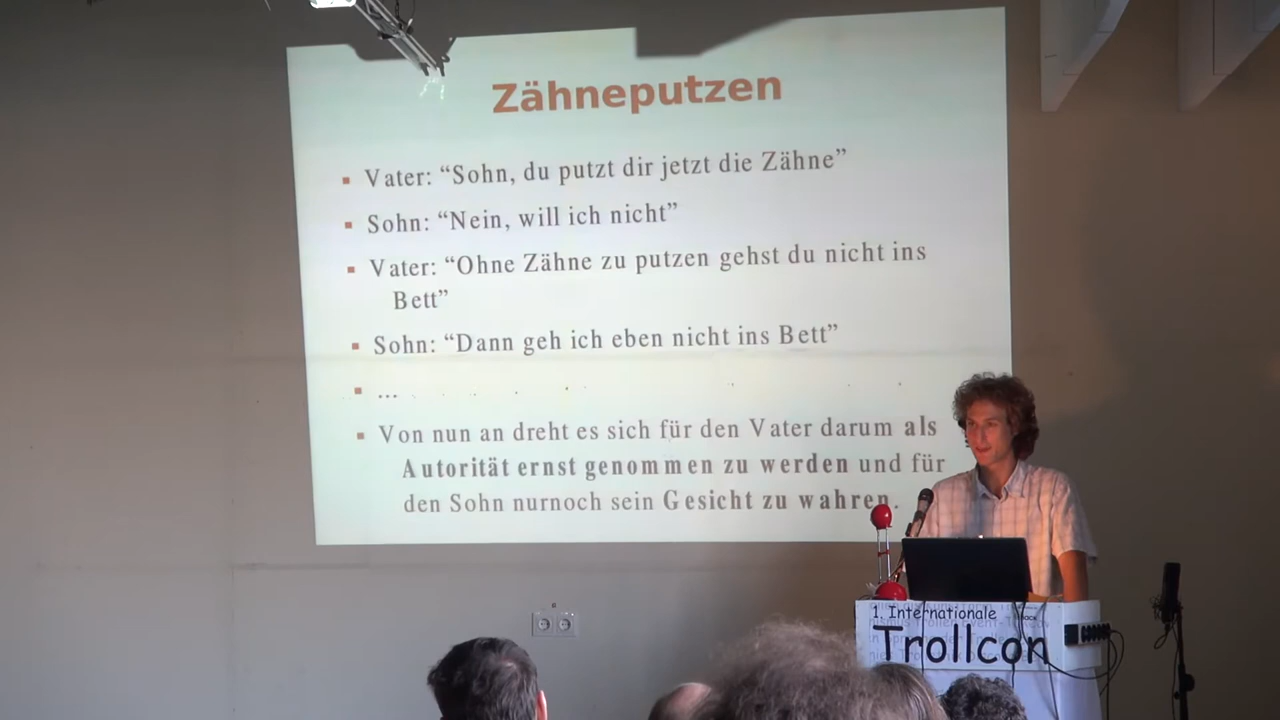 Zähneputzen
Vater: “Sohn, du putzt dir jetzt die Zähne”
Sohn: “Nein, will ich nicht”
Vater: “Ohne Zähne zu putzen gehst du nicht ins
Bett”
Sohn: “Dann geh ich eben nicht ins Bett”
...
Von nun an dreht es sich für den Vater darum als
Autorität ernst genommen zu werden und für
den Sohn nurnoch sein Gesicht zu wahren.
1. Internationale
Trollcon